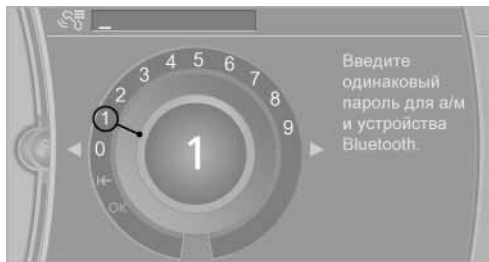 _
0
1
2
3
4
5
6
7
8
9
1
OK
Введите
одинаковый
пароль для а/м
и устройства
Bluetooth.